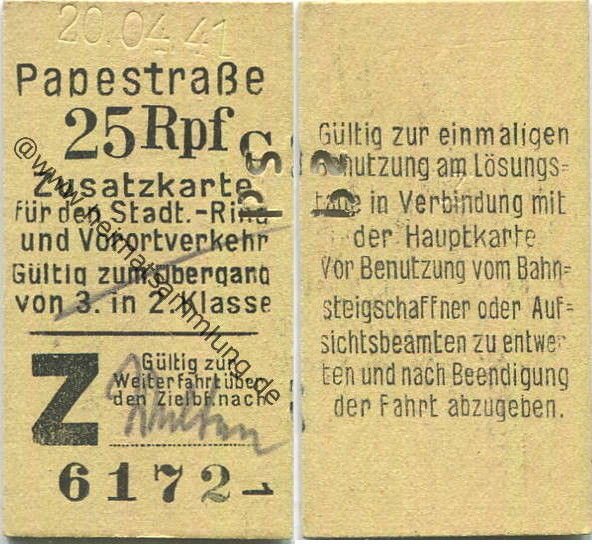 20.04.41
Papestraße
25 Rpf
Zusatzkarte
für den Stadt.-Ring
und Vorortverkehr
Gültig zum Übergang
von 3. in 2. Klasse
Z
Gültig zur
Weiterfahrt über
den Zielbf. nach
6172
@www.heimatsammlung.de
Gültig zur einmaligen
Benutzung am Lösungs=
tage in Verbindung mit
der Hauptkarte
Vor Benutzung vom Bahn=
steigschaffner oder Auf=
sichtsbeamten zu entwer
ten und nach Beendigung
der Fahrt abzugeben.